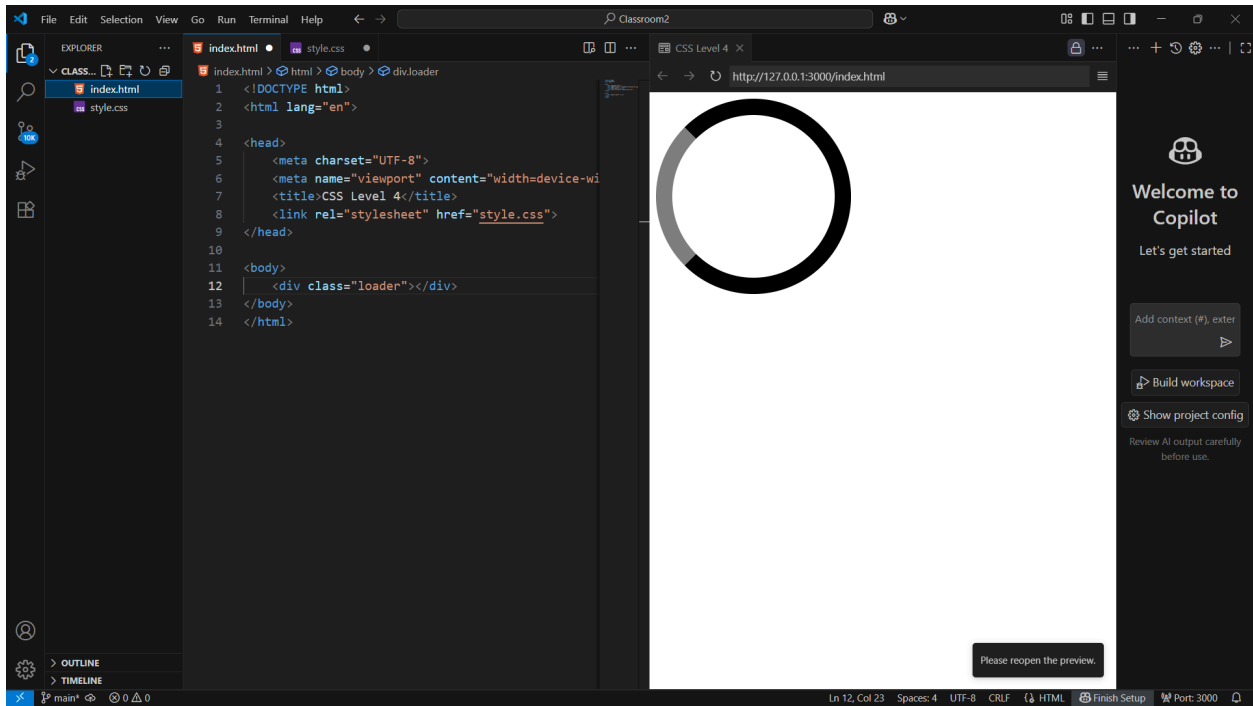 File Edit Selection View Go Run Terminal Help
Classroom2
EXPLORER
CLASS...
index.html
style.css
OUTLINE
TIMELINE
index.html
style.css
index.html > html > body > div.loader
1 <!DOCTYPE html>
2 <html lang="en">
3
4 <head>
5 <meta charset="UTF-8">
6 <meta name="viewport" content="width=device-wi
7 <title>CSS Level 4</title>
8 <link rel="stylesheet" href="style.css">
9 </head>
10
11 <body>
12 <div class="loader"></div>
13 </body>
14 </html>
CSS Level 4
http://127.0.0.1:3000/index.html
Please reopen the preview.
Welcome to
Copilot
Let's get started
Add context (#), exter
Build workspace
Show project config
Review AI output carefully
before use.
2
10K
main* 0 0 Ln 12, Col 23 Spaces: 4 UTF-8 CRLF HTML Finish Setup Port: 3000